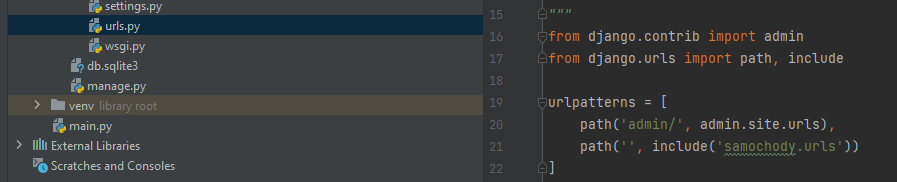 settings.py
urls.py
wsgi.py
db.sqlite3
manage.py
venv library root
main.py
External Libraries
Scratches and Consoles
15 """
16 from django.contrib import admin
17 from django.urls import path, include
18
19 urlpatterns = [
20     path('admin/', admin.site.urls),
21     path('', include('samochody.urls'))
22 ]